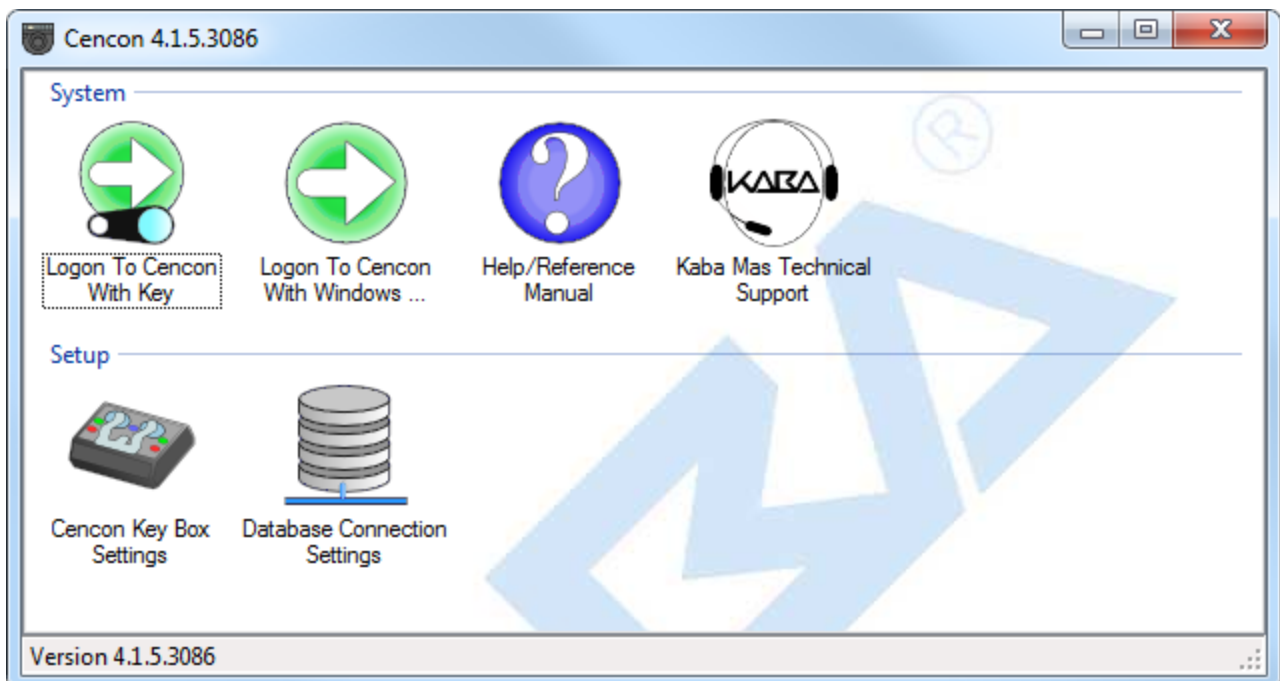 Cencon 4.1.5.3086
System
®
KABA
Logon To Cencon
With Key
Logon To Cencon
With Windows ...
Help/Reference
Manual
Kaba Mas Technical
Support
Setup
Cencon Key Box
Settings
Database Connection
Settings
Version 4.1.5.3086